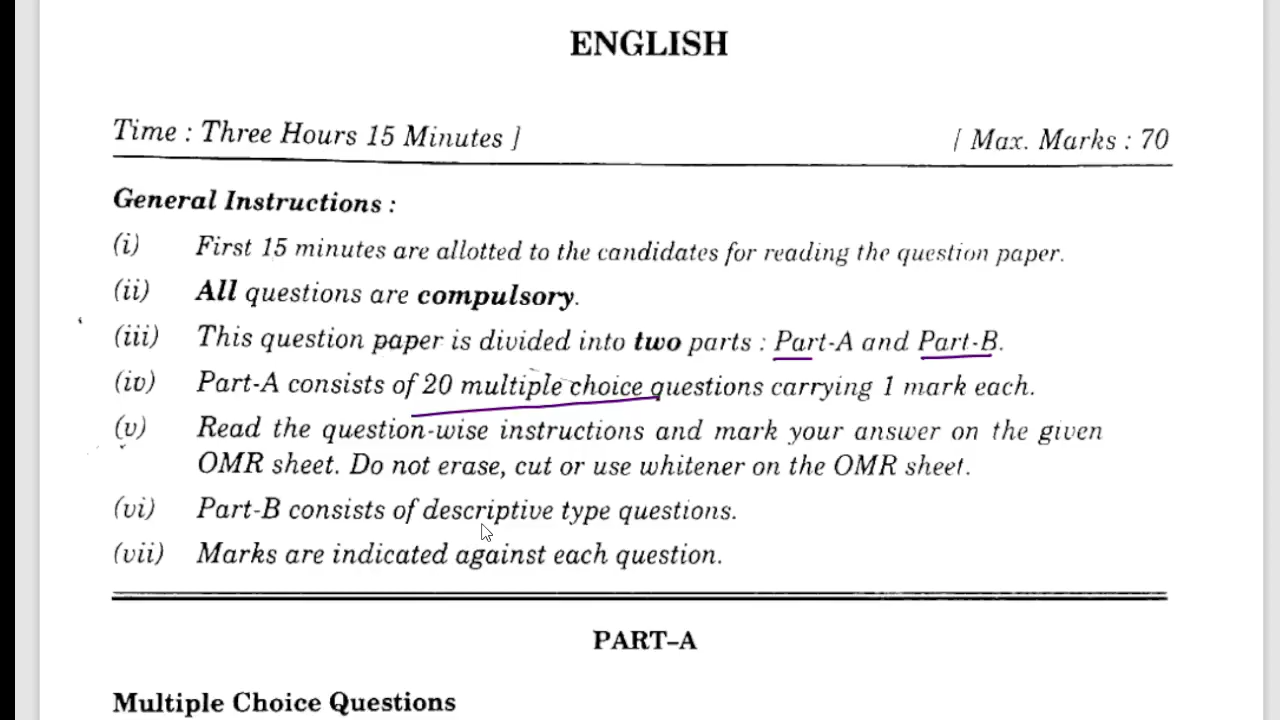 ENGLISH
Time : Three Hours 15 Minutes ] [ Max. Marks : 70
General Instructions :
(i) First 15 minutes are allotted to the candidates for reading the question paper.
(ii) All questions are compulsory.
(iii) This question paper is divided into two parts : Part-A and Part-B.
(iv) Part-A consists of 20 multiple choice questions carrying 1 mark each.
(v) Read the question-wise instructions and mark your answer on the given
OMR sheet. Do not erase, cut or use whitener on the OMR sheet.
(vi) Part-B consists of descriptive type questions.
(vii) Marks are indicated against each question.
PART–A
Multiple Choice Questions